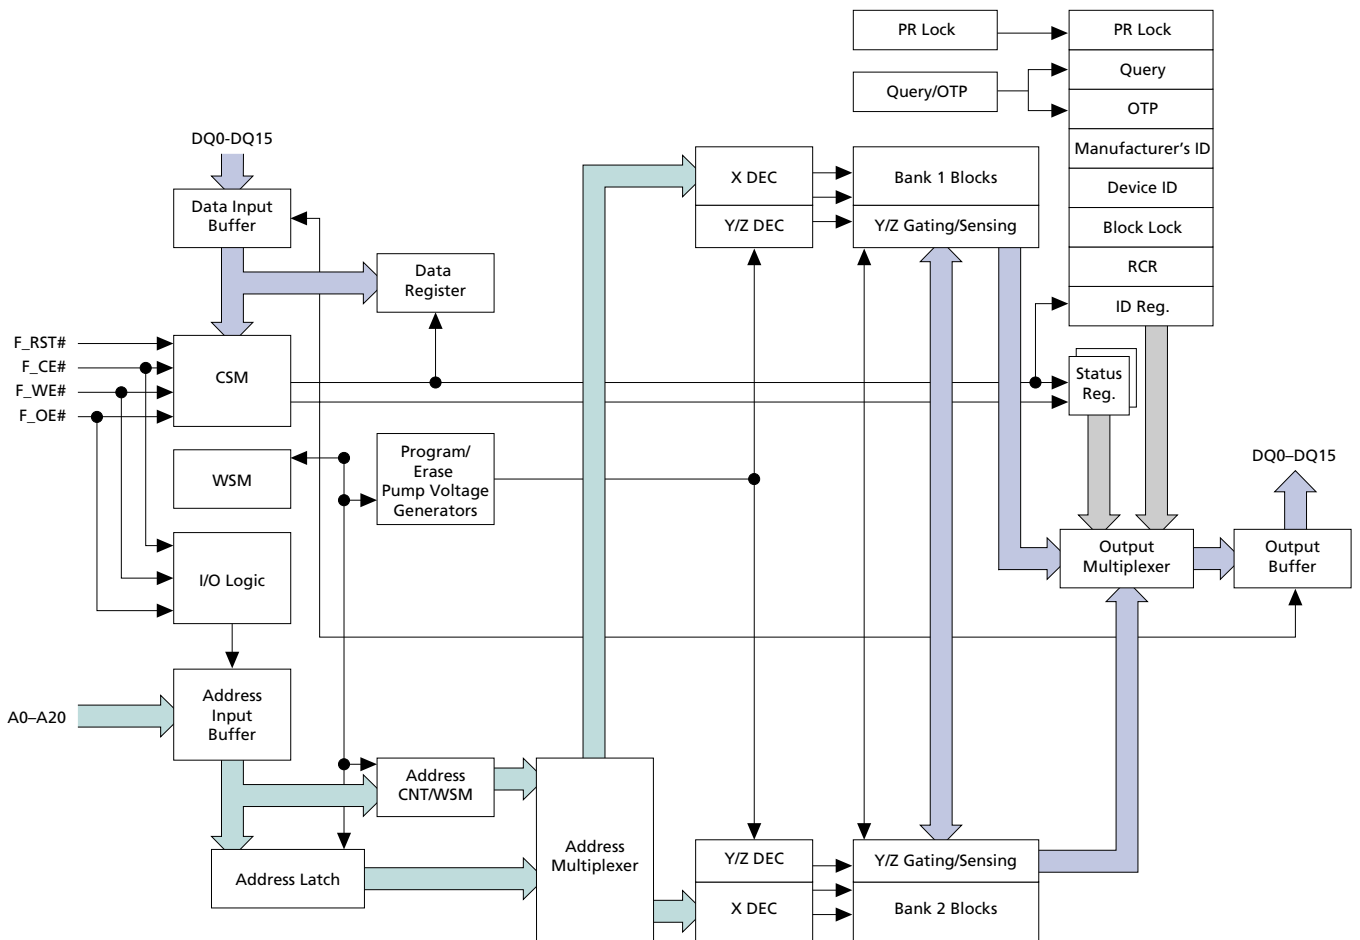 PR Lock
PR Lock
Query/OTP
Query
OTP
Manufacturer's ID
Device ID
Block Lock
RCR
ID Reg.
DQ0-DQ15
Data Input
Buffer
X DEC
Y/Z DEC
Bank 1 Blocks
Y/Z Gating/Sensing
Data
Register
F_RST#
F_CE#
F_WE#
F_OE#
CSM
Status
Reg.
WSM
Program/
Erase
Pump Voltage
Generators
DQ0–DQ15
I/O Logic
Output
Multiplexer
Output
Buffer
A0–A20
Address
Input
Buffer
Address
CNT/WSM
Address Latch
Address
Multiplexer
Y/Z DEC
X DEC
Y/Z Gating/Sensing
Bank 2 Blocks